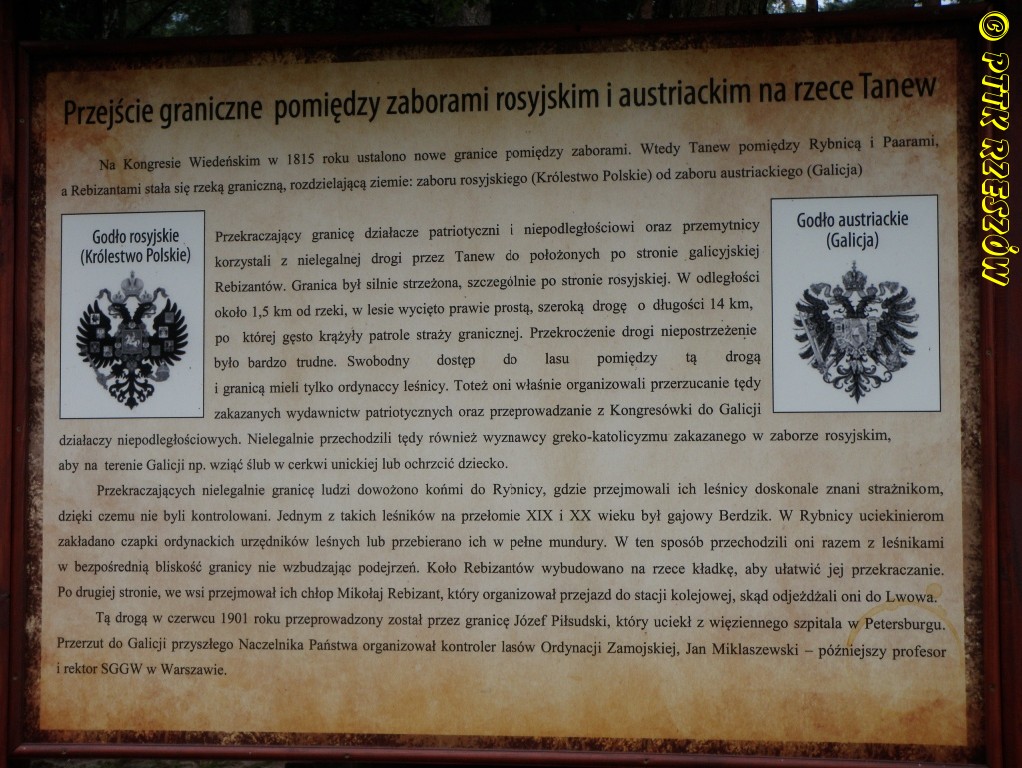 Przejście graniczne pomiędzy zaborami rosyjskim i austriackim na rzece Tanew
Na Kongresie Wiedeńskim w 1815 roku ustalono nowe granice pomiędzy zaborami. Wtedy Tanew pomiędzy Rybnicą i Paarami,
a Rebizantami stała się rzeką graniczną, rozdzielającą ziemie: zaboru rosyjskiego (Królestwo Polskie) od zaboru austriackiego (Galicja)
Godło rosyjskie
(Królestwo Polskie)
Przekraczający granicę działacze patriotyczni i niepodległościowi oraz przemytnicy
korzystali z nielegalnej drogi przez Tanew do położonych po stronie galicyjskiej
Rebizantów. Granica był silnie strzeżona, szczególnie po stronie rosyjskiej. W odległości
około 1,5 km od rzeki, w lesie wycięto prawie prostą, szeroką drogę o długości 14 km,
po której gęsto krążyły patrole straży granicznej. Przekroczenie drogi niepostrzeżenie
było bardzo trudne. Swobodny dostęp do lasu pomiędzy tą drogą
i granicą mieli tylko ordynaccy leśnicy. Toteż oni właśnie organizowali przerzucanie tędy
zakazanych wydawnictw patriotycznych oraz przeprowadzanie z Kongresówki do Galicji
Godło austriackie
(Galicja)
działaczy niepodległościowych. Nielegalnie przechodzili tędy również wyznawcy greko-katolicyzmu zakazanego w zaborze rosyjskim,
aby na terenie Galicji np. wziąć ślub w cerkwi unickiej lub ochrzcić dziecko.
Przekraczających nielegalnie granicę ludzi dowożono końmi do Rybnicy, gdzie przejmowali ich leśnicy doskonale znani strażnikom,
dzięki czemu nie byli kontrolowani. Jednym z takich leśników na przełomie XIX i XX wieku był gajowy Berdzik. W Rybnicy uciekinierom
zakładano czapki ordynackich urzędników leśnych lub przebierano ich w pełne mundury. W ten sposób przechodzili oni razem z leśnikami
w bezpośrednią bliskość granicy nie wzbudzając podejrzeń. Koło Rebizantów wybudowano na rzece kładkę, aby ułatwić jej przekraczanie.
Po drugiej stronie, we wsi przejmował ich chłop Mikołaj Rebizant, który organizował przejazd do stacji kolejowej, skąd odjeżdżali oni do Lwowa.
Tą drogą w czerwcu 1901 roku przeprowadzony został przez granicę Józef Piłsudski, który uciekł z więziennego szpitala w Petersburgu.
Przerzut do Galicji przyszłego Naczelnika Państwa organizował kontroler lasów Ordynacji Zamojskiej, Jan Miklaszewski – późniejszy profesor
i rektor SGGW w Warszawie.
© PTTK RZESZÓW